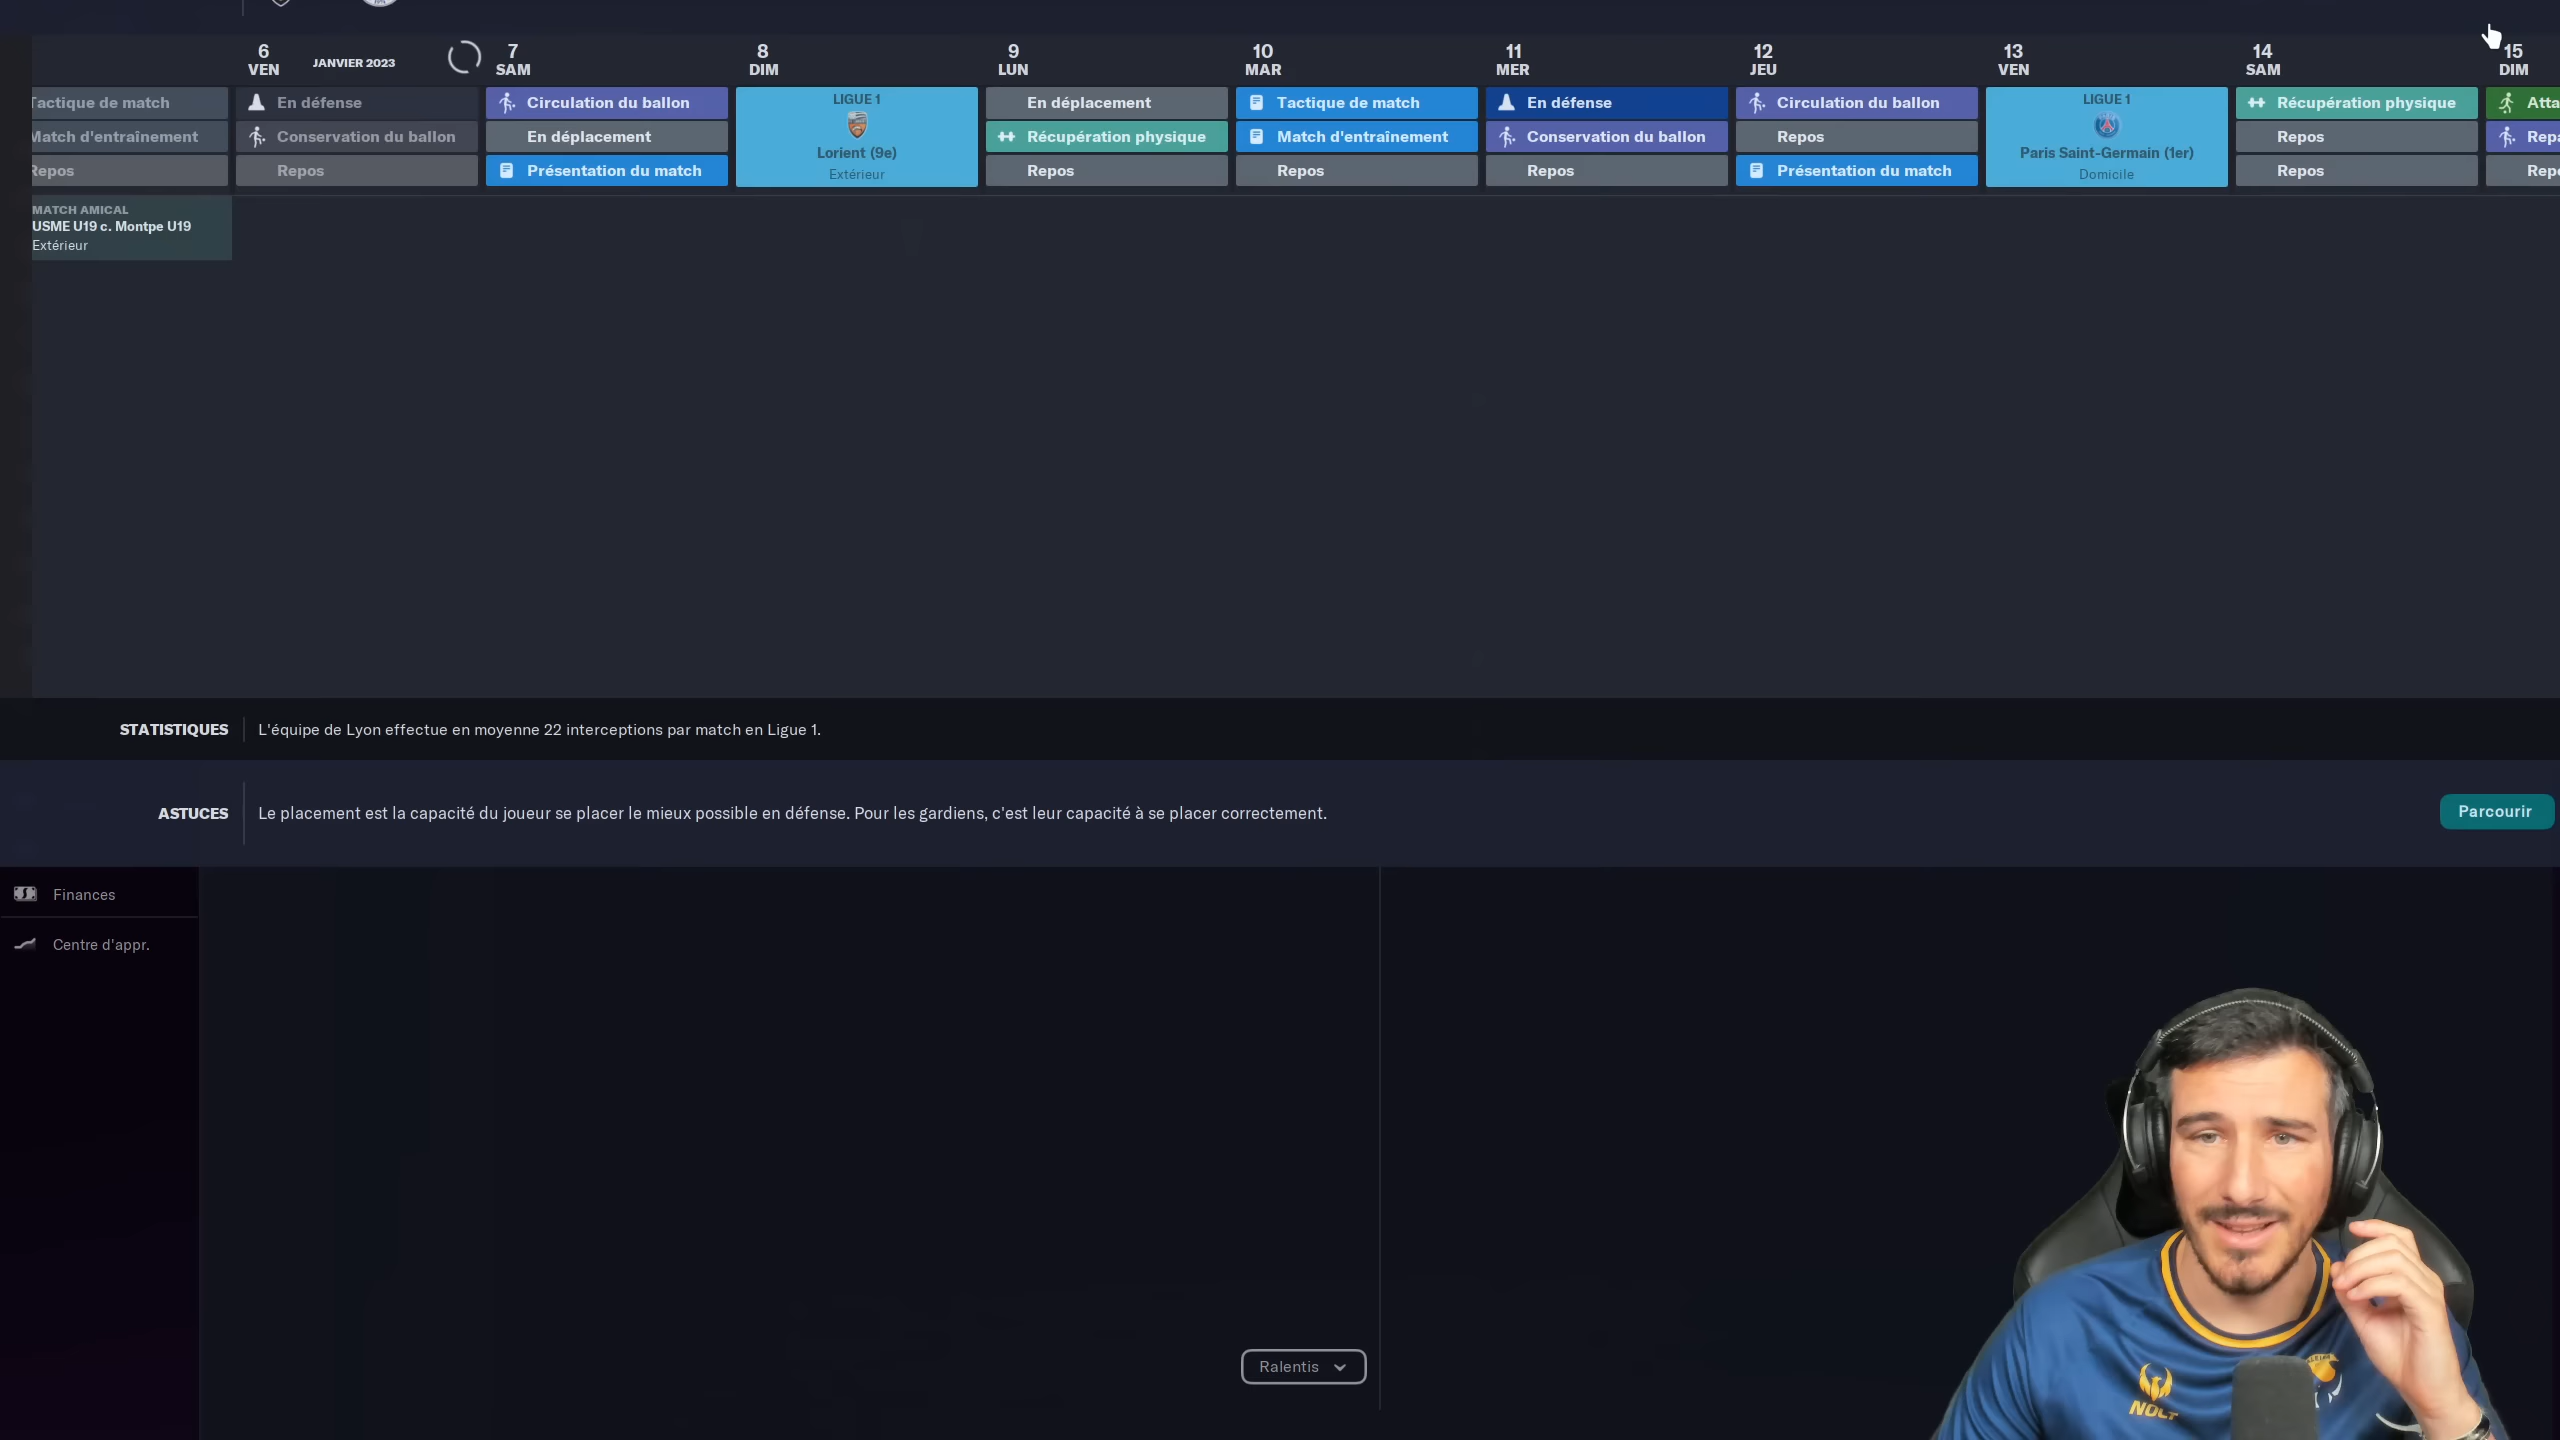 6
VEN
JANVIER 2023
7
SAM
8
DIM
9
LUN
10
MAR
11
MER
12
JEU
13
VEN
14
SAM
15
DIM
Tactique de match
Match d'entraînement
Repos
En défense
Conservation du ballon
Repos
Circulation du ballon
En déplacement
Présentation du match
LIGUE 1
Lorient (9e)
Extérieur
En déplacement
Récupération physique
Repos
Tactique de match
Match d'entraînement
Repos
En défense
Conservation du ballon
Repos
Circulation du ballon
Repos
Présentation du match
LIGUE 1
Paris Saint-Germain (1er)
Domicile
Récupération physique
Repos
Repos
Atta
Repa
Repo
MATCH AMICAL
USME U19 c. Montpe U19
Extérieur
STATISTIQUES
L'équipe de Lyon effectue en moyenne 22 interceptions par match en Ligue 1.
ASTUCES
Le placement est la capacité du joueur se placer le mieux possible en défense. Pour les gardiens, c'est leur capacité à se placer correctement.
Parcourir
Finances
Centre d'appr.
Ralentis
NOLT